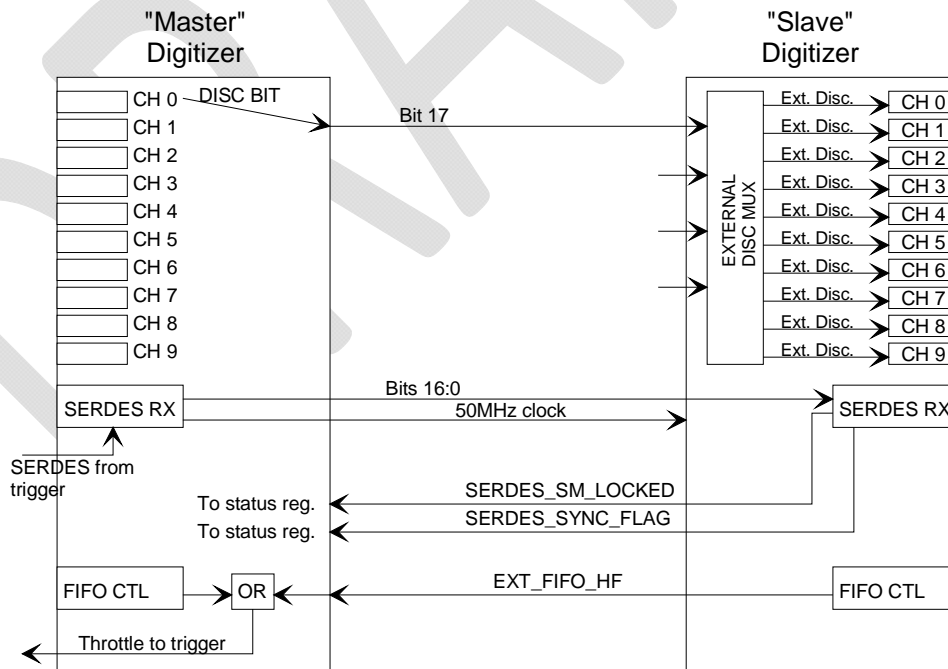 "Master"
Digitizer
"Slave"
Digitizer
CH 0
DISC BIT
CH 1
CH 2
CH 3
CH 4
CH 5
CH 6
CH 7
CH 8
CH 9
Bit 17
EXTERNAL
DISC MUX
Ext. Disc. CH 0
Ext. Disc. CH 1
Ext. Disc. CH 2
Ext. Disc. CH 3
Ext. Disc. CH 4
Ext. Disc. CH 5
Ext. Disc. CH 6
Ext. Disc. CH 7
Ext. Disc. CH 8
Ext. Disc. CH 9
SERDES RX
Bits 16:0
50MHz clock
SERDES RX
SERDES from
trigger
To status reg.
SERDES_SM_LOCKED
To status reg.
SERDES_SYNC_FLAG
FIFO CTL
OR
EXT_FIFO_HF
FIFO CTL
Throttle to trigger